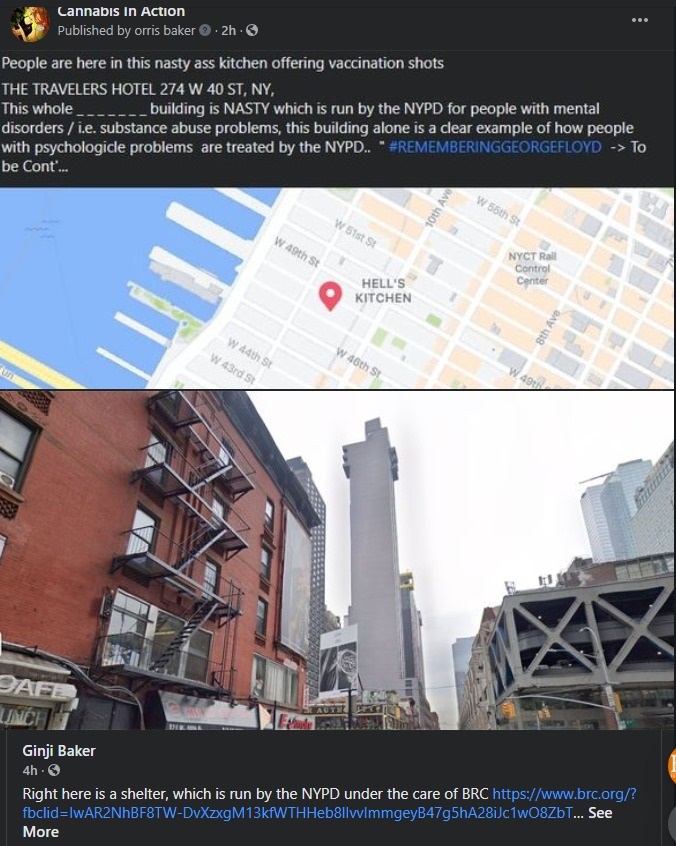 Cannabis In Action
Published by orris baker · 2h ·
People are here in this nasty ass kitchen offering vaccination shots
THE TRAVELERS HOTEL 274 W 40 ST, NY,
This whole _ _ _ _ _ _ _ building is NASTY which is run by the NYPD for people with mental
disorders / i.e. substance abuse problems, this building alone is a clear example of how people
with psychologicle problems are treated by the NYPD.. " #REMEMBERINGGEORGEFLOYD -> To
be Cont'...
10th Ave
W 55th St
W 51st St
W 49th St
NYCT Rail
Control
Center
HELL'S
KITCHEN
8th Ave
W 44th St
W 46th St
W 43rd St
W 49th St
CAFE
Ginji Baker
4h ·
Right here is a shelter, which is run by the NYPD under the care of BRC https://www.brc.org/?
fbclid=IwAR2NhBF8TW-DvXzxgM13kfWTHHeb8llvvlmmgeyB47g5hA28iJc1wO8ZbT... See
More